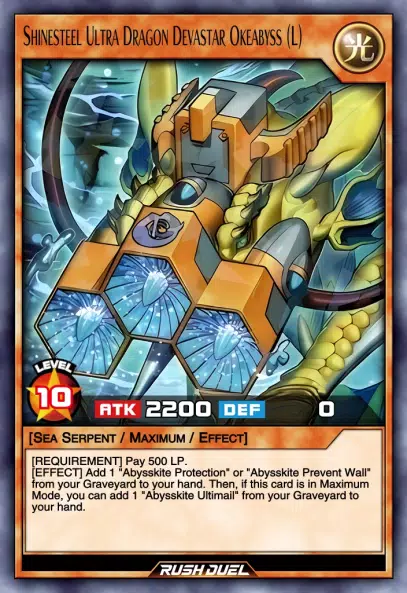 Shinesteel Ultra Dragon Devastar Okeabyss (L)
光
LEVEL
10
ATK 2200 DEF 0
[Sea Serpent / Maximum / Effect]
[REQUIREMENT] Pay 500 LP.
[EFFECT] Add 1 "Abysskite Protection" or "Abysskite Prevent Wall"
from your Graveyard to your hand. Then, if this card is in Maximum
Mode, you can add 1 "Abysskite Ultimail" from your Graveyard to
your hand.
RUSH DUEL